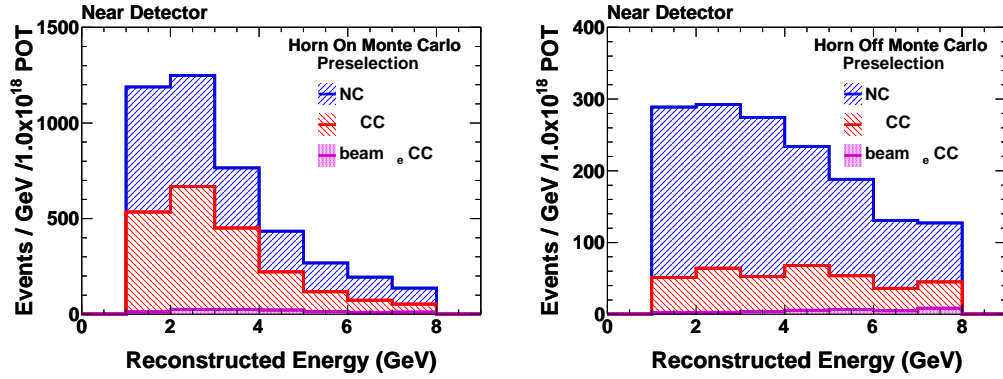 Near Detector
1500
1000
500
0
Events / GeV /1.0x10^18 POT
Horn On Monte Carlo
Preselection
NC
CC
beam e CC
0 2 4 6 8
Reconstructed Energy (GeV)
Near Detector
400
300
200
100
0
Events / GeV /1.0x10^18 POT
Horn Off Monte Carlo
Preselection
NC
CC
beam e CC
0 2 4 6 8
Reconstructed Energy (GeV)